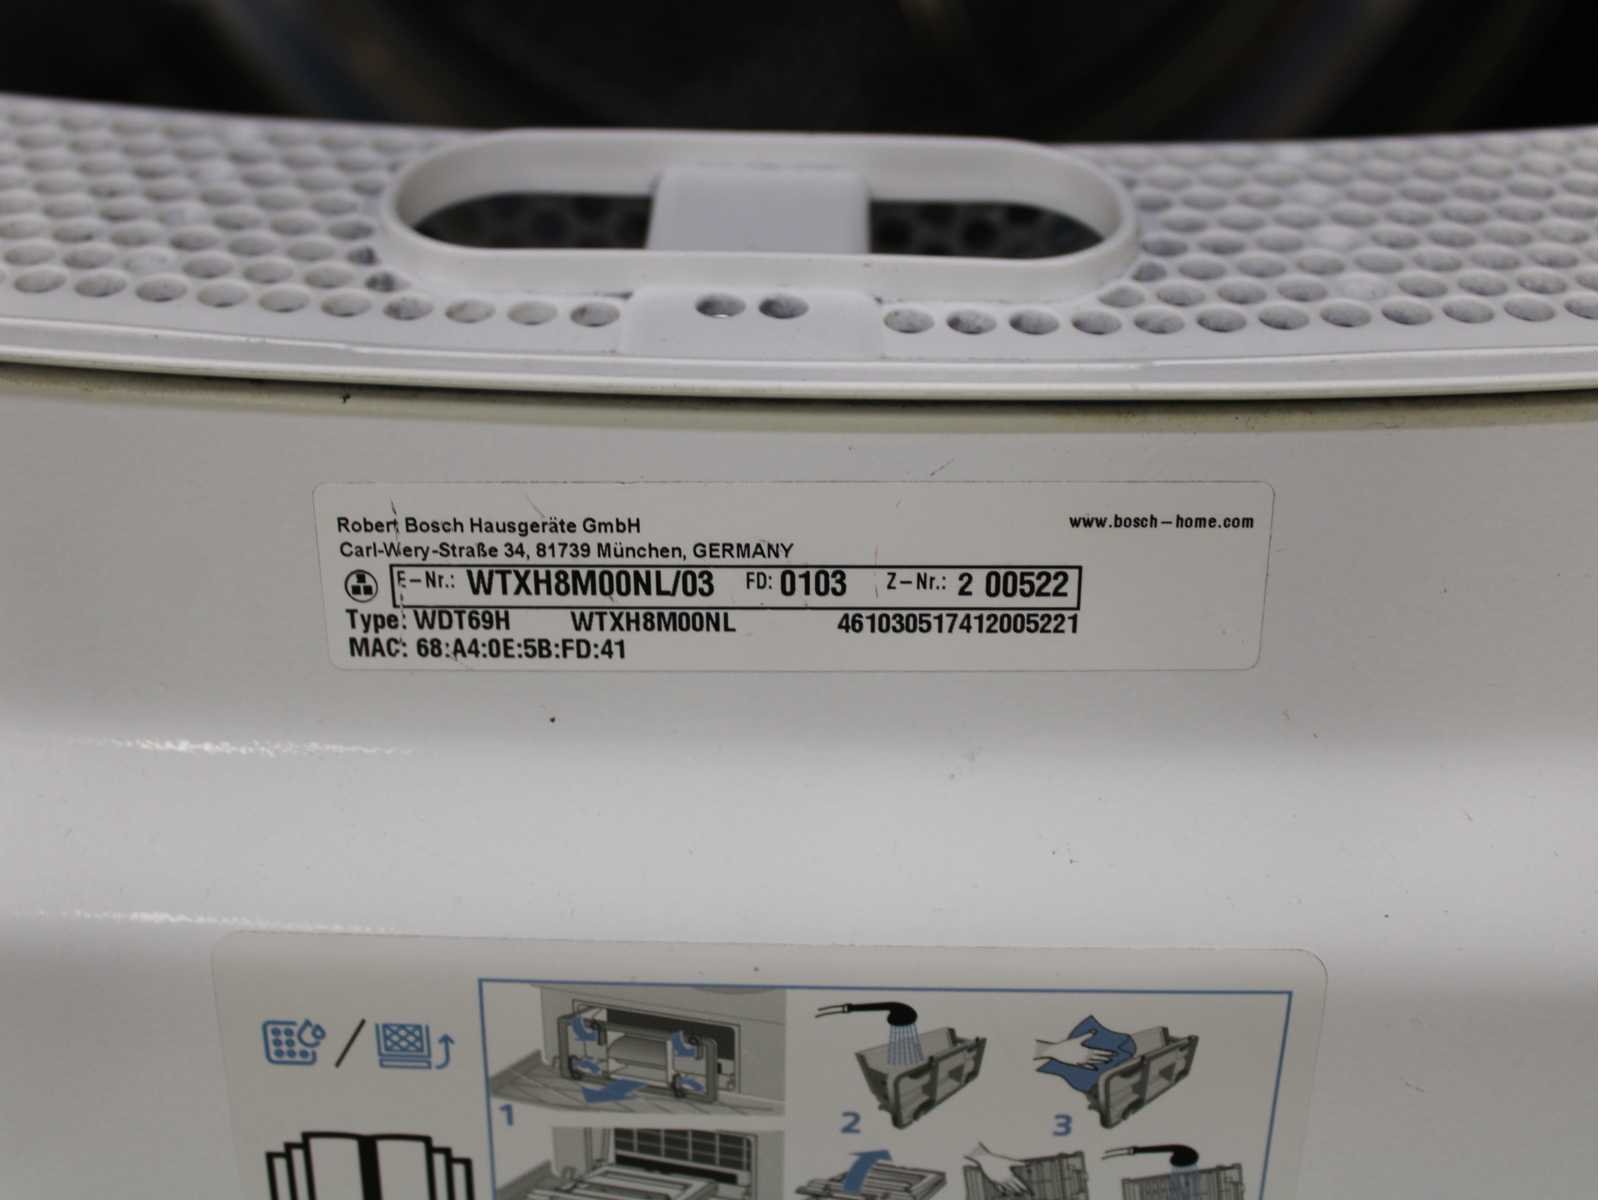 Robert Bosch Hausgeräte GmbH www.bosch-home.com
Carl-Wery-Straße 34, 81739 München, GERMANY
E-Nr.: WTXH8M00NL/03 FD: 0103 Z-Nr.: 2 00522
Type: WDT69H WTXH8M00NL 461030517412005221
MAC: 68:A4:0E:5B:FD:41
1
2
3